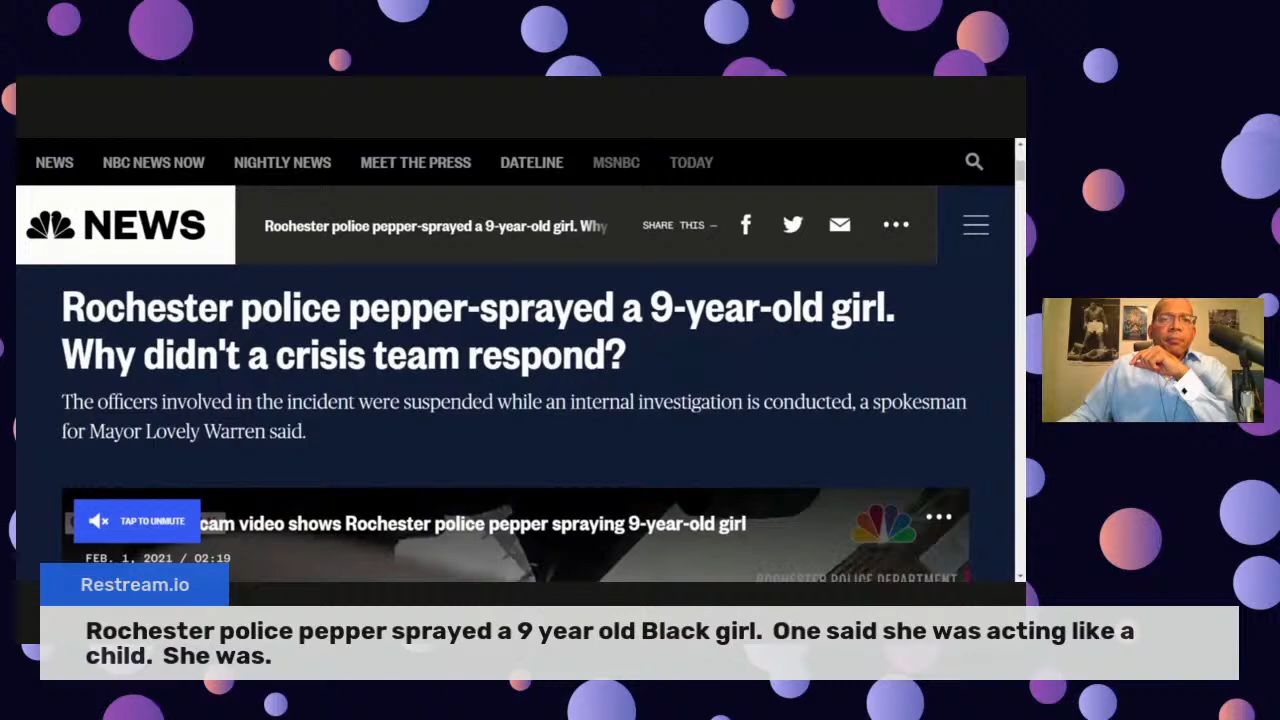 NEWS NBC NEWS NOW NIGHTLY NEWS MEET THE PRESS DATELINE MSNBC TODAY
NEWS Rochester police pepper-sprayed a 9-year-old girl. Why SHARE THIS —
Rochester police pepper-sprayed a 9-year-old girl.
Why didn't a crisis team respond?
The officers involved in the incident were suspended while an internal investigation is conducted, a spokesman
for Mayor Lovely Warren said.
TAP TO UNMUTE cam video shows Rochester police pepper spraying 9-year-old girl
FEB. 1, 2021 / 02:19
ROCHESTER POLICE DEPARTMENT
Restream.io
Rochester police pepper sprayed a 9 year old Black girl. One said she was acting like a
child. She was.